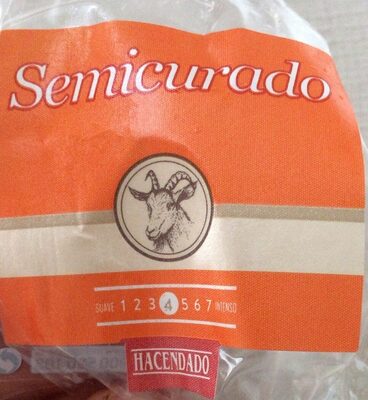 Semicurado
SUAVE 1 2 3 4 5 6 7 INTENSO
HACENDADO